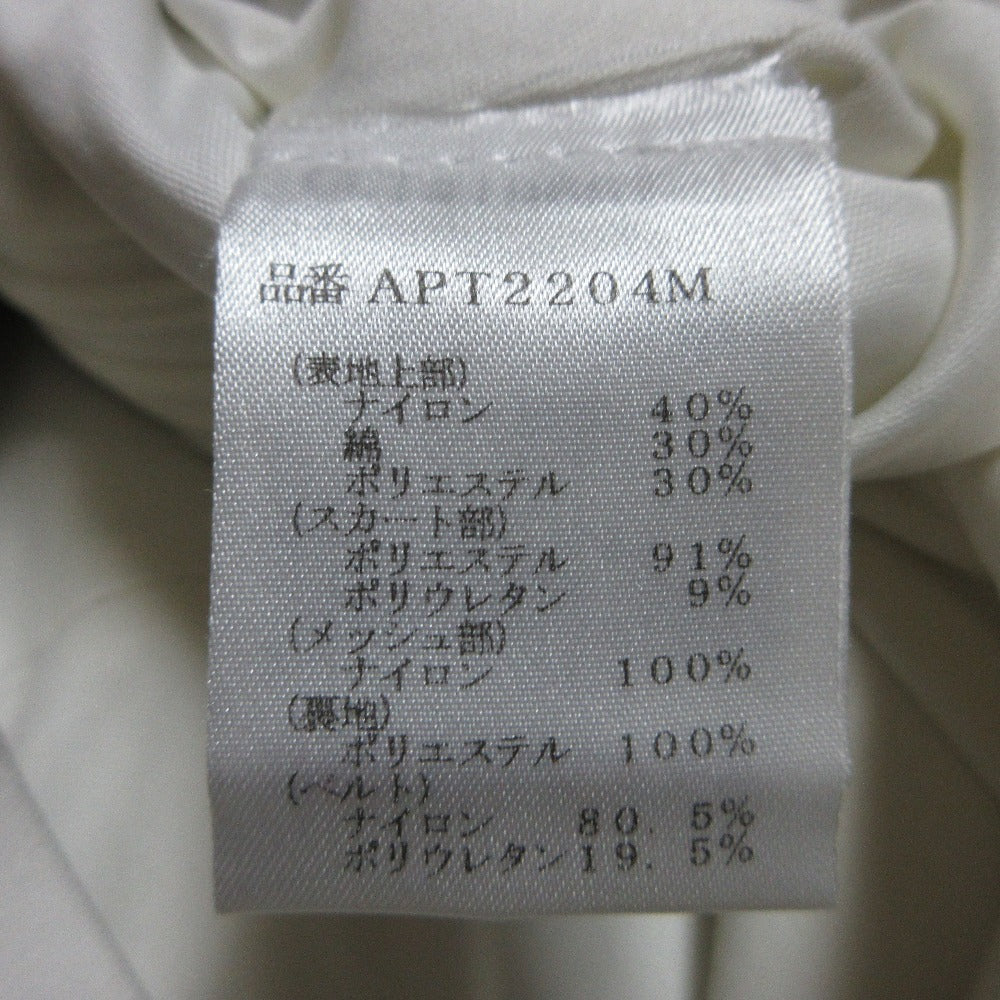 品番 APT2204M
(表地上部)
ナイロン 40%
綿 30%
ポリエステル 30%
(スカート部)
ポリエステル 91%
ポリウレタン 9%
(メッシュ部)
ナイロン 100%
(裏地)
ポリエステル 100%
(ベルト)
ナイロン 80.5%
ポリウレタン 19.5%